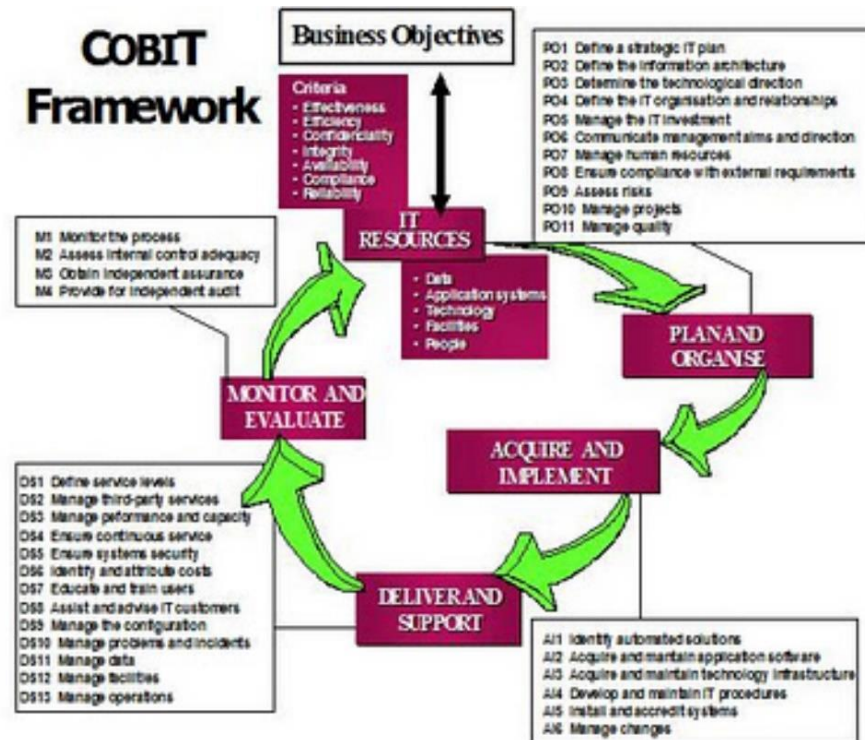 COBIT
Framework
Business Objectives
Criteria
• Effectiveness
• Efficiency
• Confidenciality
• Integrity
• Availability
• Compliance
• Reliability
IT
RESOURCES
• Data
• Application systems
• Technology
• Facilities
• People
PO1 Define a strategic IT plan
PO2 Define the information architecture
PO3 Determine the technological direction
PO4 Define the IT organisation and relationships
PO5 Manage the IT investment
PO6 Communicate management aims and direction
PO7 Manage human resources
PO8 Ensure compliance with external requirements
PO9 Assess risks
PO10 Manage projects
PO11 Manage quality
PLAN AND
ORGANISE
ACQUIRE AND
IMPLEMENT
AI1 Identify automated solutions
AI2 Acquire and mantain application software
AI3 Acquire and maintain technology infrastructure
AI4 Develop and maintain IT procedures
AI5 Install and accredit systems
AI6 Manage changes
DELIVER AND
SUPPORT
DS1 Define service levels
DS2 Manage third-party services
DS3 Manage peformance and capacity
DS4 Ensure continuous service
DS5 Ensure systems security
DS6 Identify and attribute costs
DS7 Educate and train users
DS8 Assist and advise IT customers
DS9 Manage the configuration
DS10 Manage problems and incidents
DS11 Manage data
DS12 Manage facilities
DS13 Manage operations
MONITOR AND
EVALUATE
M1 Monitor the process
M2 Assess internal control adequacy
M3 Obtain independent assurance
M4 Provide for independent audit